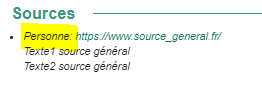 Sources
• Personne: https://www.source_general.fr/
Texte1 source général
Texte2 source général